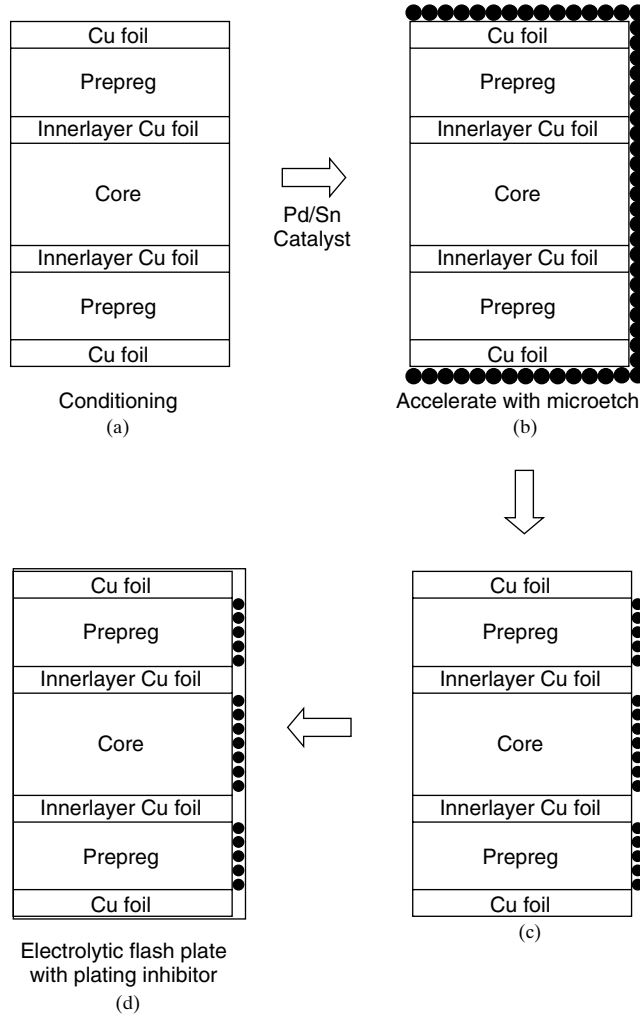 Cu foil
Prepreg
Innerlayer Cu foil
Core
Innerlayer Cu foil
Prepreg
Cu foil
Conditioning
(a)
Pd/Sn
Catalyst
Cu foil
Prepreg
Innerlayer Cu foil
Core
Innerlayer Cu foil
Prepreg
Cu foil
Accelerate with microetch
(b)
Cu foil
Prepreg
Innerlayer Cu foil
Core
Innerlayer Cu foil
Prepreg
Cu foil
(c)
Cu foil
Prepreg
Innerlayer Cu foil
Core
Innerlayer Cu foil
Prepreg
Cu foil
Electrolytic flash plate
with plating inhibitor
(d)